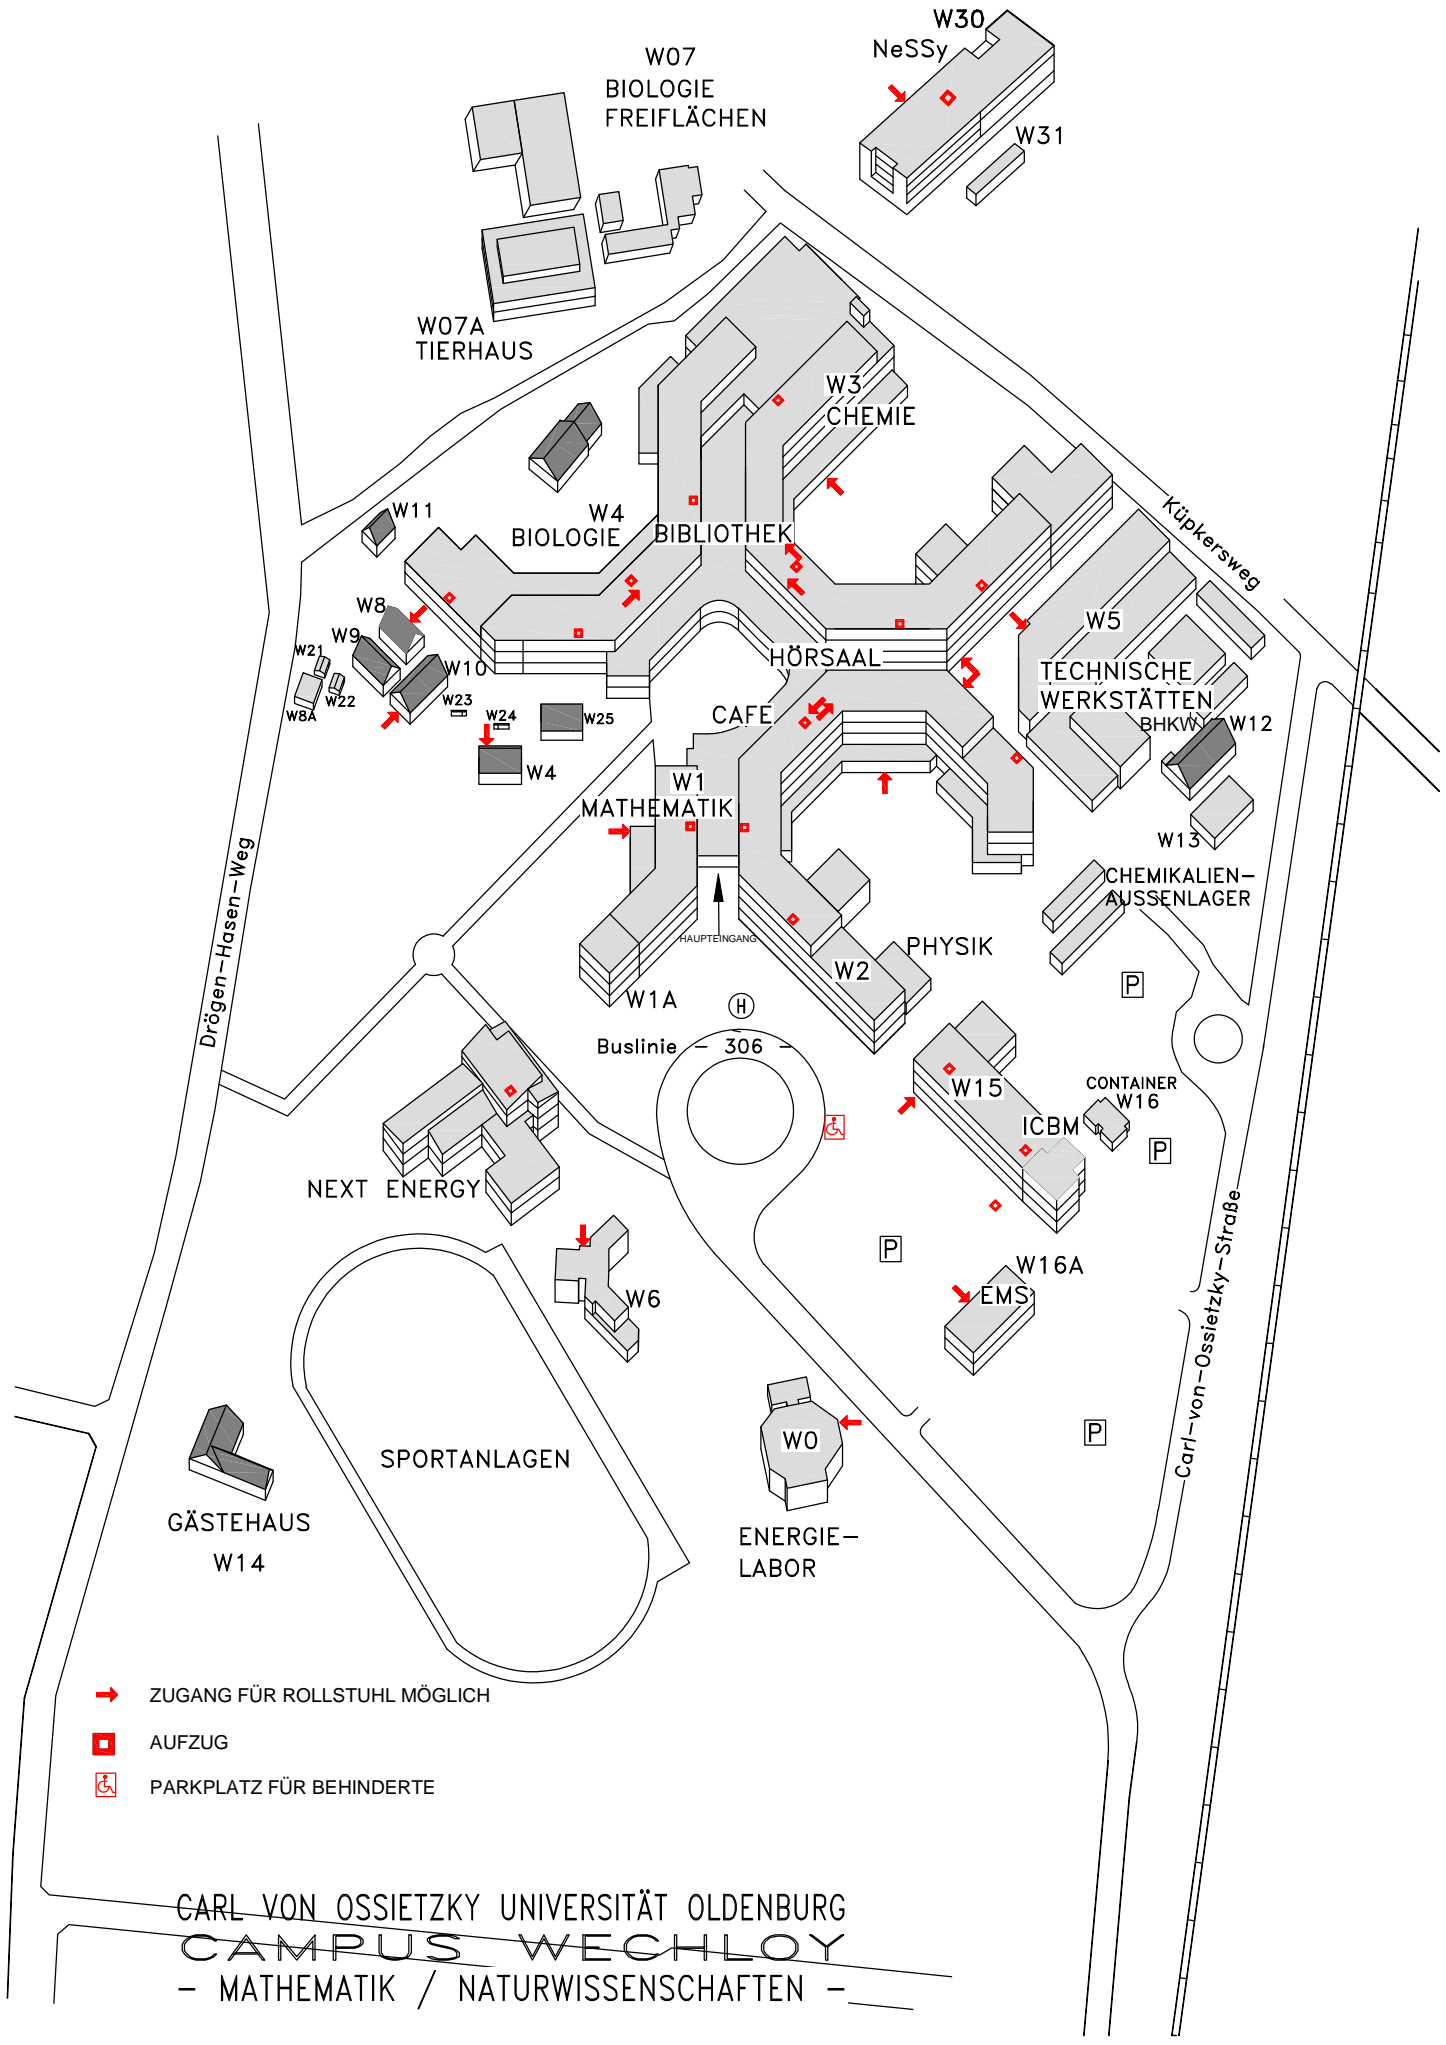 W30
NeSSy
W07
BIOLOGIE
FREIFLÄCHEN
W31
W07A
TIERHAUS
W3
CHEMIE
W11
W4
BIOLOGIE
BIBLIOTHEK
Küpkersweg
W8
W9
W5
W21
W10
HÖRSAAL
TECHNISCHE
WERKSTÄTTEN
W22
W23
W8A
W24
W25
CAFE
BHKW
W12
W4
W1
MATHEMATIK
W13
Drögen-Hasen-Weg
CHEMIKALIEN-
AUSSENLAGER
HAUPTEINGANG
PHYSIK
W2
P
W1A
H
Buslinie - 306 -
W15
CONTAINER
W16
ICBM
P
NEXT ENERGY
Carl-von-Ossietzky-Straße
P
W16A
EMS
W6
P
W0
SPORTANLAGEN
GÄSTEHAUS
W14
ENERGIE-
LABOR
ZUGANG FÜR ROLLSTUHL MÖGLICH
AUFZUG
PARKPLATZ FÜR BEHINDERTE
CARL VON OSSIETZKY UNIVERSITÄT OLDENBURG
CAMPUS WECHLOY
- MATHEMATIK / NATURWISSENSCHAFTEN -